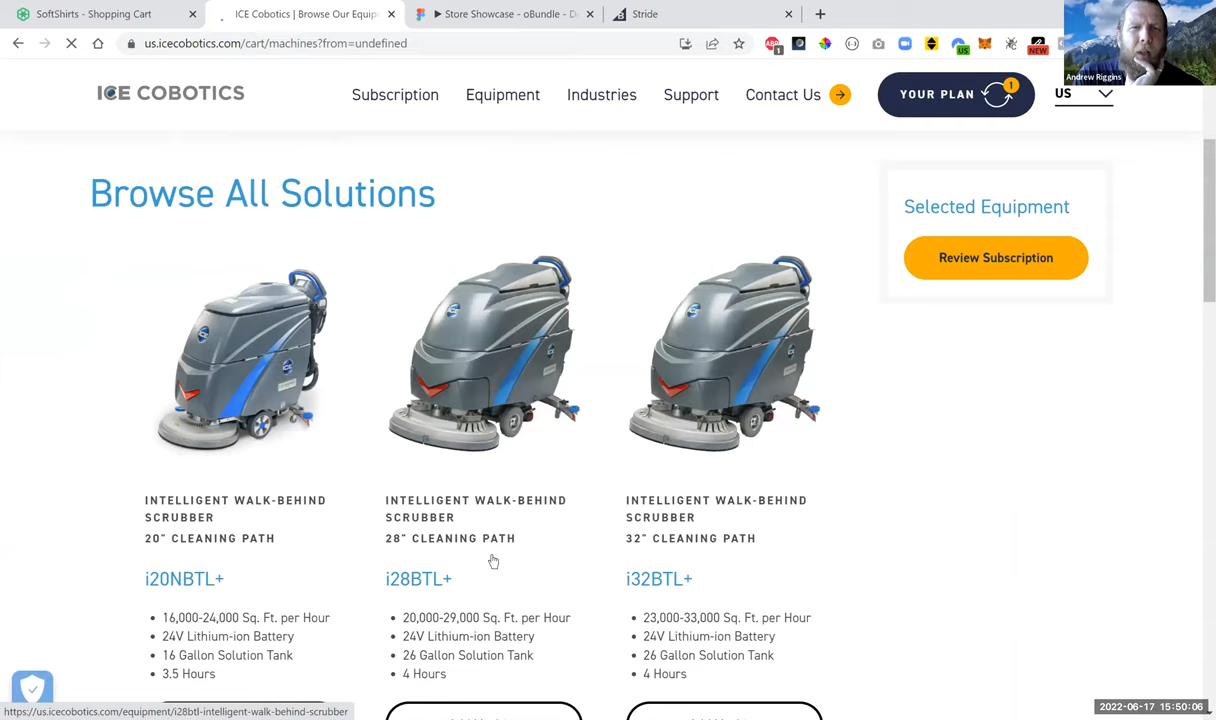 SoftShirts - Shopping Cart
ICE Cobotics | Browse Our Equip
Store Showcase - oBundle - D
Stride
us.icecobotics.com/cart/machines?from=undefined
1
US
NEW
Andrew Riggins
ICE COBOTICS
Subscription
Equipment
Industries
Support
Contact Us
YOUR PLAN
1
US
Browse All Solutions
Selected Equipment
Review Subscription
INTELLIGENT WALK-BEHIND
SCRUBBER
20" CLEANING PATH
i20NBTL+
• 16,000-24,000 Sq. Ft. per Hour
• 24V Lithium-ion Battery
• 16 Gallon Solution Tank
• 3.5 Hours
INTELLIGENT WALK-BEHIND
SCRUBBER
28" CLEANING PATH
i28BTL+
• 20,000-29,000 Sq. Ft. per Hour
• 24V Lithium-ion Battery
• 26 Gallon Solution Tank
• 4 Hours
INTELLIGENT WALK-BEHIND
SCRUBBER
32" CLEANING PATH
i32BTL+
• 23,000-33,000 Sq. Ft. per Hour
• 24V Lithium-ion Battery
• 26 Gallon Solution Tank
• 4 Hours
https://us.icecobotics.com/equipment/i28btl-intelligent-walk-behind-scrubber
2022-06-17 15:50:06